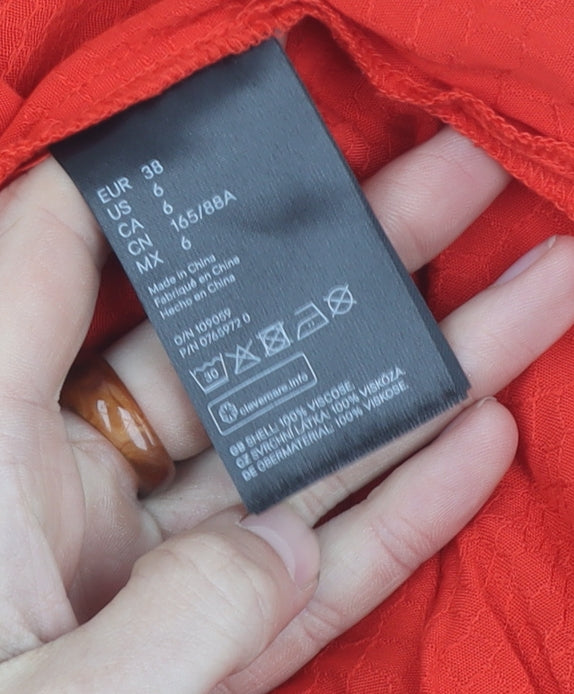 EUR 38
US 6
CA 6
CN 165/88A
MX 6
Made in China
Fabriqué en Chine
Hecho en China
O/N 109059
P/N 0765972 0
30
clevercare.info
GB SHELL: 100% VISCOSE.
CZ SVRCHNÍ LÁTKA: 100% VISKÓZA.
DE OBERMATERIAL: 100% VISKOSE.